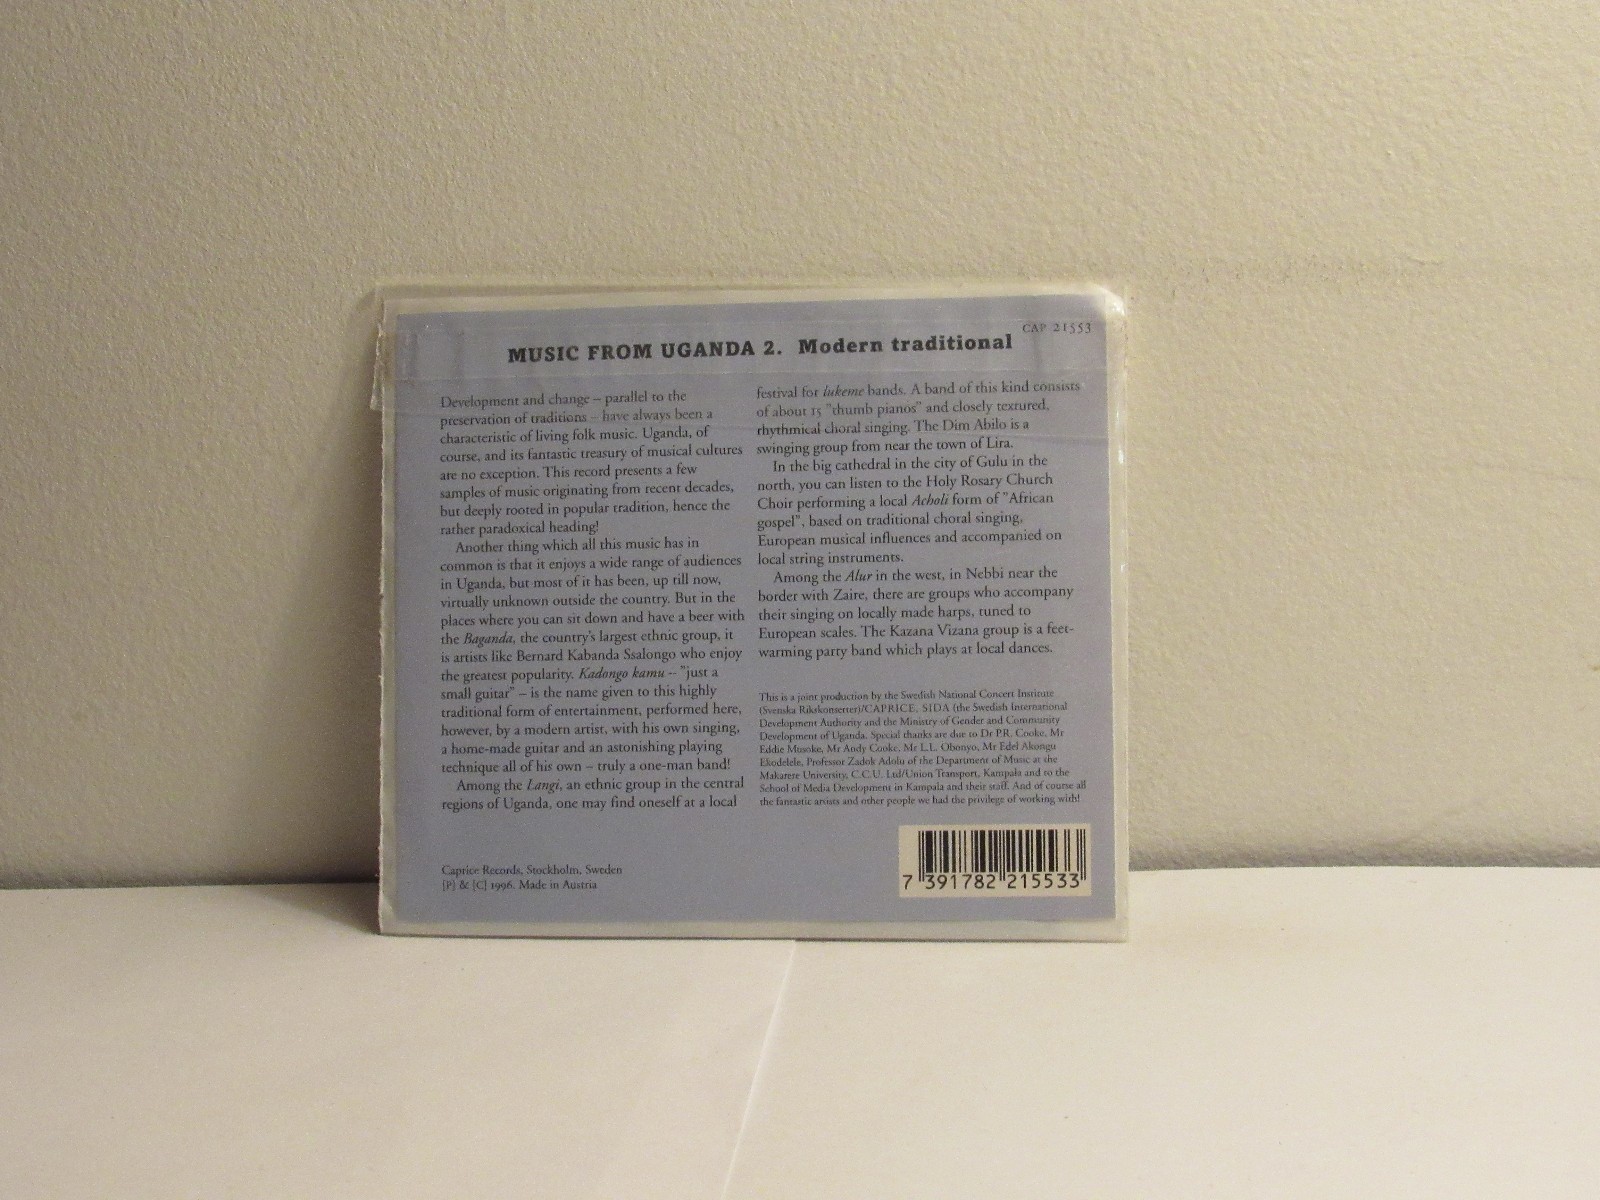 CAP 21553
MUSIC FROM UGANDA 2. Modern traditional
Development and change – parallel to the
preservation of traditions – have always been a
characteristic of living folk music. Uganda, of
course, and its fantastic treasury of musical cultures
are no exception. This record presents a few
samples of music originating from recent decades,
but deeply rooted in popular tradition, hence the
rather paradoxical heading!
Another thing which all this music has in
common is that it enjoys a wide range of audiences
in Uganda, but most of it has been, up till now,
virtually unknown outside the country. But in the
places where you can sit down and have a beer with
the Baganda, the country's largest ethnic group, it
is artists like Bernard Kabanda Ssalongo who enjoy
the greatest popularity. Kadongo kamu – "just a
small guitar" – is the name given to this highly
traditional form of entertainment, performed here,
however, by a modern artist, with his own singing,
a home-made guitar and an astonishing playing
technique all of his own – truly a one-man band!
Among the Langi, an ethnic group in the central
regions of Uganda, one may find oneself at a local
festival for lukeme bands. A band of this kind consists
of about 15 "thumb pianos" and closely textured,
rhythmical choral singing. The Dim Abilo is a
swinging group from near the town of Lira.
In the big cathedral in the city of Gulu in the
north, you can listen to the Holy Rosary Church
Choir performing a local Acholi form of "African
gospel", based on traditional choral singing,
European musical influences and accompanied on
local string instruments.
Among the Alur in the west, in Nebbi near the
border with Zaire, there are groups who accompany
their singing on locally made harps, tuned to
European scales. The Kazana Vizana group is a feet-
warming party band which plays at local dances.
This is a joint production by the Swedish National Concert Institute
(Svenska Rikskonserter)/CAPRICE, SIDA (the Swedish International
Development Authority and the Ministry of Gender and Community
Development of Uganda. Special thanks are due to Dr P.R. Cooke, Mr
Eddie Musoke, Mr Andy Cooke, Mr L.L. Obonyo, Mr Edel Akongu
Ekodelele, Professor Zadok Adolu of the Department of Music at the
Makarere University, C.C.U. Ltd/Union Transport, Kampala and to the
School of Media Development in Kampala and their staff. And of course all
the fantastic artists and other people we had the privilege of working with!
Caprice Records, Stockholm, Sweden
[P] & [C] 1996. Made in Austria
7 391782 215533